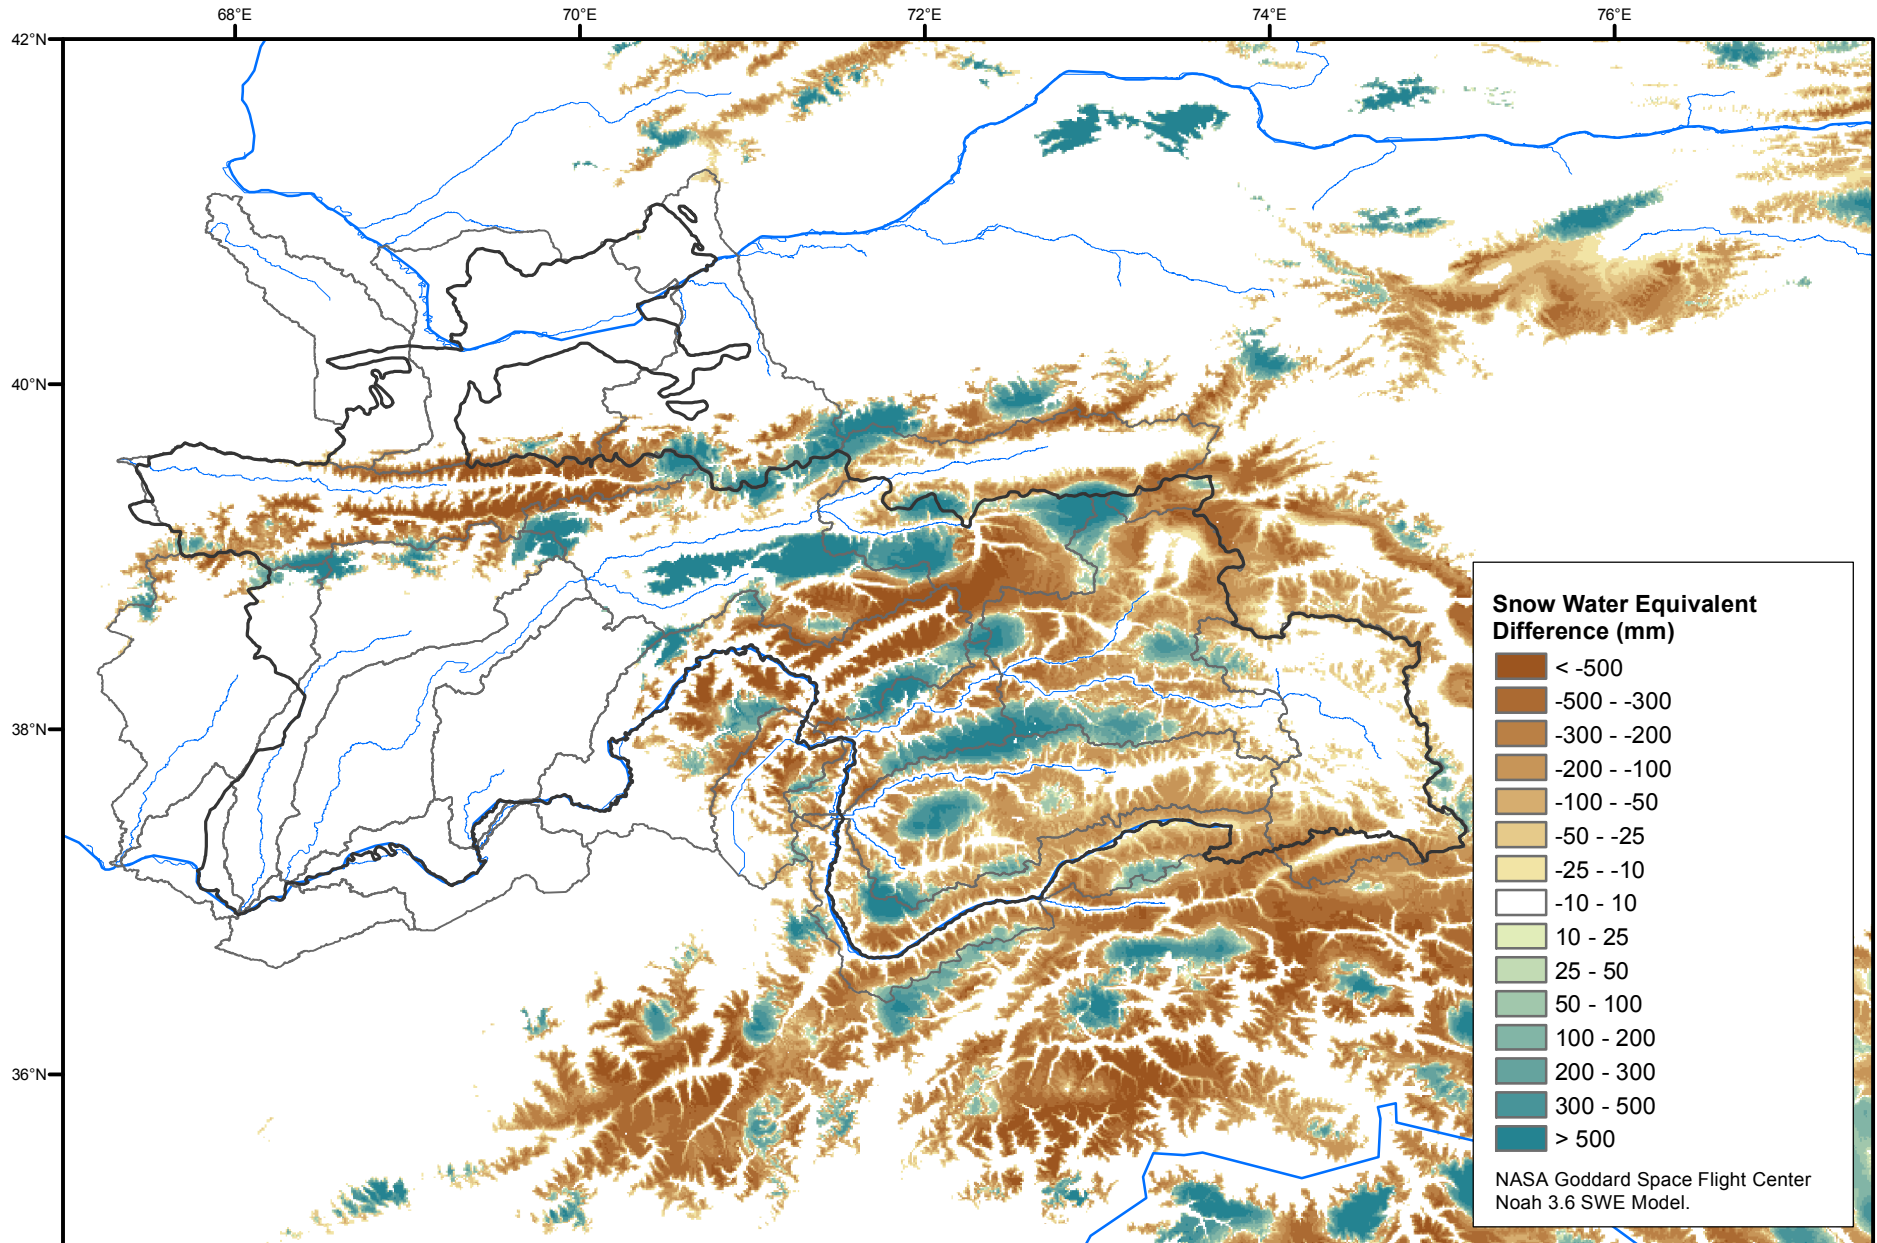 68°E
70°E
72°E
74°E
76°E
42°N
40°N
38°N
36°N
Snow Water Equivalent
Difference (mm)
< -500
-500 - -300
-300 - -200
-200 - -100
-100 - -50
-50 - -25
-25 - -10
-10 - 10
10 - 25
25 - 50
50 - 100
100 - 200
200 - 300
300 - 500
> 500
NASA Goddard Space Flight Center
Noah 3.6 SWE Model.